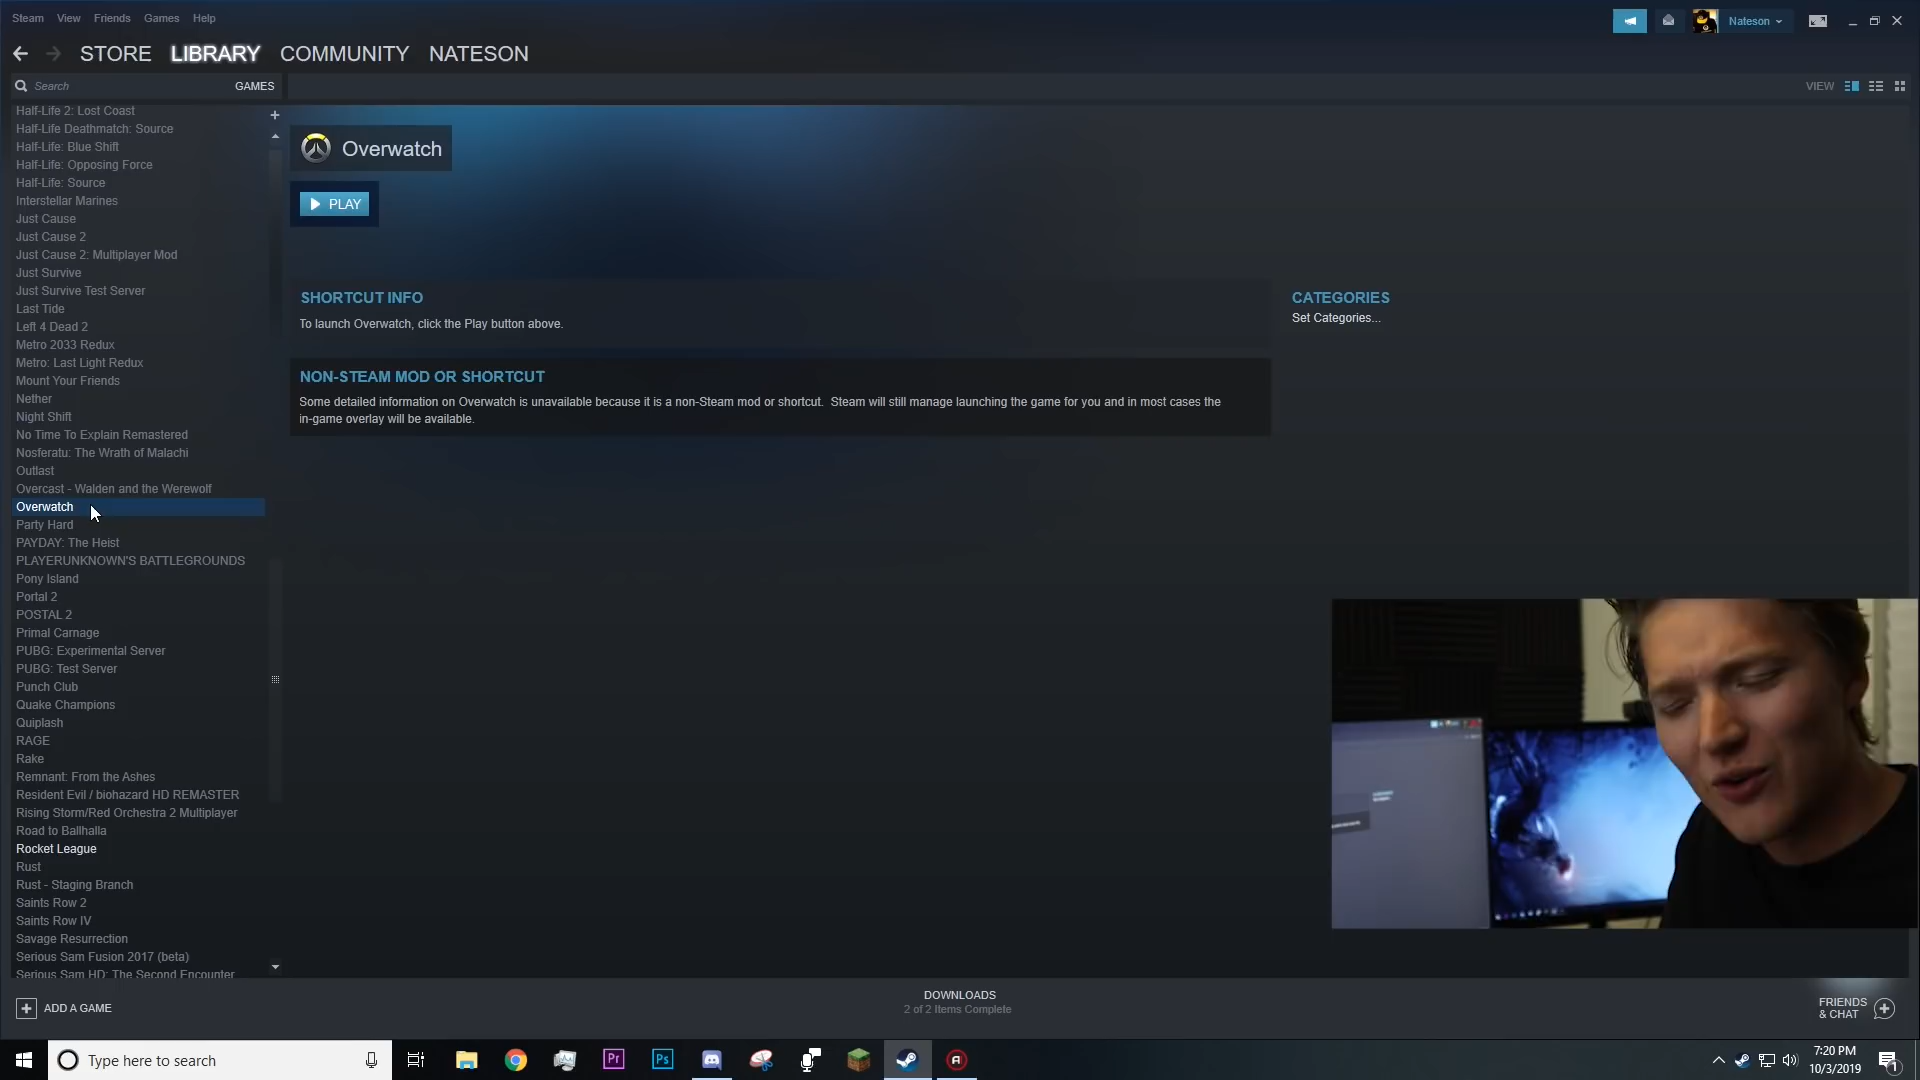 Steam View Friends Games Help
Nateson
STORE LIBRARY COMMUNITY NATESON
Search GAMES
VIEW
Half-Life 2: Lost Coast
Half-Life Deathmatch: Source
Half-Life: Blue Shift
Half-Life: Opposing Force
Half-Life: Source
Interstellar Marines
Just Cause
Just Cause 2
Just Cause 2: Multiplayer Mod
Just Survive
Just Survive Test Server
Last Tide
Left 4 Dead 2
Metro 2033 Redux
Metro: Last Light Redux
Mount Your Friends
Nether
Night Shift
No Time To Explain Remastered
Nosferatu: The Wrath of Malachi
Outlast
Overcast - Walden and the Werewolf
Overwatch
Party Hard
PAYDAY: The Heist
PLAYERUNKNOWN'S BATTLEGROUNDS
Pony Island
Portal 2
POSTAL 2
Primal Carnage
PUBG: Experimental Server
PUBG: Test Server
Punch Club
Quake Champions
Quiplash
RAGE
Rake
Remnant: From the Ashes
Resident Evil / biohazard HD REMASTER
Rising Storm/Red Orchestra 2 Multiplayer
Road to Ballhalla
Rocket League
Rust
Rust - Staging Branch
Saints Row 2
Saints Row IV
Savage Resurrection
Serious Sam Fusion 2017 (beta)
Serious Sam HD: The Second Encounter
Overwatch
PLAY
SHORTCUT INFO
To launch Overwatch, click the Play button above.
NON-STEAM MOD OR SHORTCUT
Some detailed information on Overwatch is unavailable because it is a non-Steam mod or shortcut. Steam will still manage launching the game for you and in most cases the
in-game overlay will be available.
CATEGORIES
Set Categories...
ADD A GAME
DOWNLOADS
2 of 2 Items Complete
FRIENDS
& CHAT
Type here to search
Pr
Ps
7:20 PM
10/3/2019
1